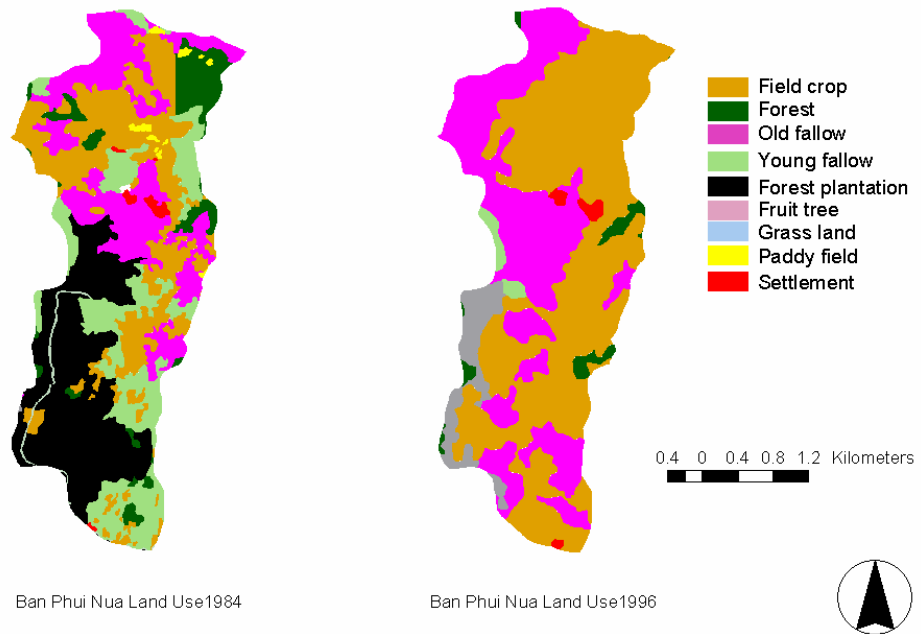 Field crop
Forest
Old fallow
Young fallow
Forest plantation
Fruit tree
Grass land
Paddy field
Settlement
0.4 0 0.4 0.8 1.2 Kilometers
Ban Phui Nua Land Use1984
Ban Phui Nua Land Use1996